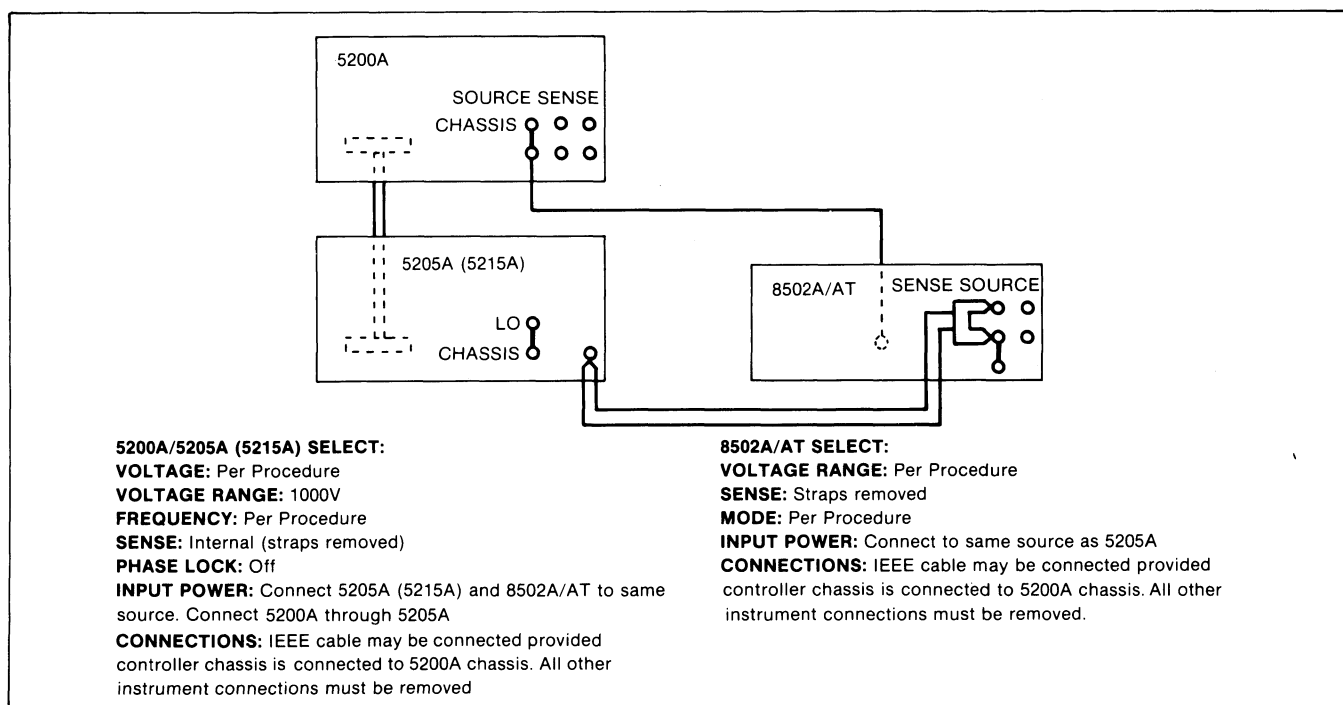 5200A
SOURCE SENSE
CHASSIS
5205A (5215A)
LO
CHASSIS
8502A/AT
SENSE SOURCE
5200A/5205A (5215A) SELECT:
VOLTAGE: Per Procedure
VOLTAGE RANGE: 1000V
FREQUENCY: Per Procedure
SENSE: Internal (straps removed)
PHASE LOCK: Off
INPUT POWER: Connect 5205A (5215A) and 8502A/AT to same
source. Connect 5200A through 5205A
CONNECTIONS: IEEE cable may be connected provided
controller chassis is connected to 5200A chassis. All other
instrument connections must be removed
8502A/AT SELECT:
VOLTAGE RANGE: Per Procedure
SENSE: Straps removed
MODE: Per Procedure
INPUT POWER: Connect to same source as 5205A
CONNECTIONS: IEEE cable may be connected provided
controller chassis is connected to 5200A chassis. All other
instrument connections must be removed.